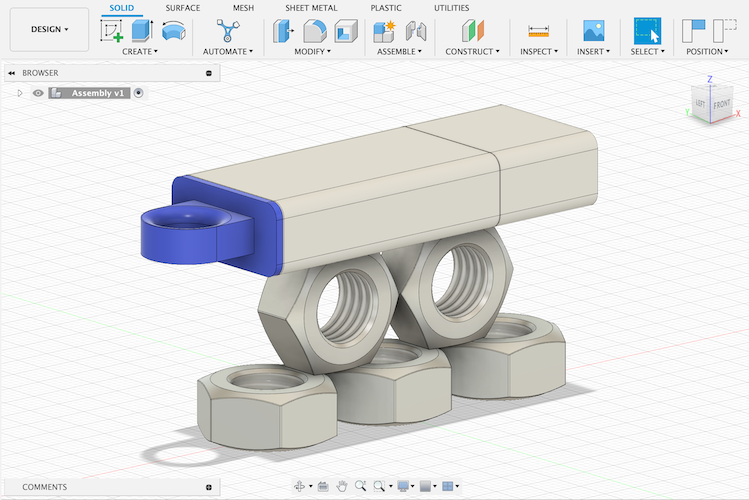 SOLID SURFACE MESH SHEET METAL PLASTIC UTILITIES
DESIGN
CREATE AUTOMATE MODIFY ASSEMBLE CONSTRUCT INSPECT INSERT SELECT POSITION
BROWSER
Assembly v1
Z
LEFT FRONT
Y X
COMMENTS